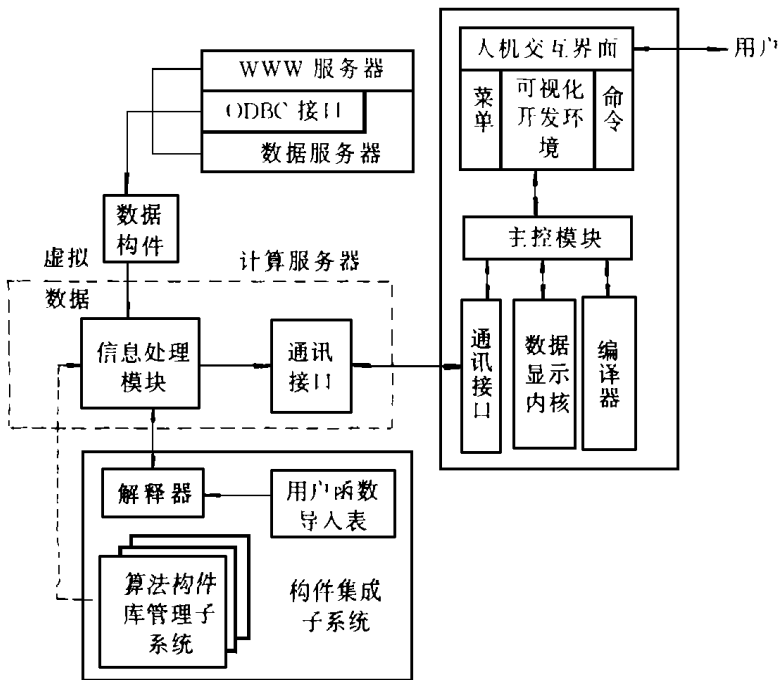 人机交互界面
用户
菜单
可视化
开发环
境
命令
WWW 服务器
ODBC 接口
数据服务器
数据
构件
主控模块
虚拟
计算服务器
数据
信息处理
模块
通讯
接口
通讯接口
数据
显示
内核
编译器
解释器
用户函数
导入表
算法构件
库管理子
系统
构件集成
子系统